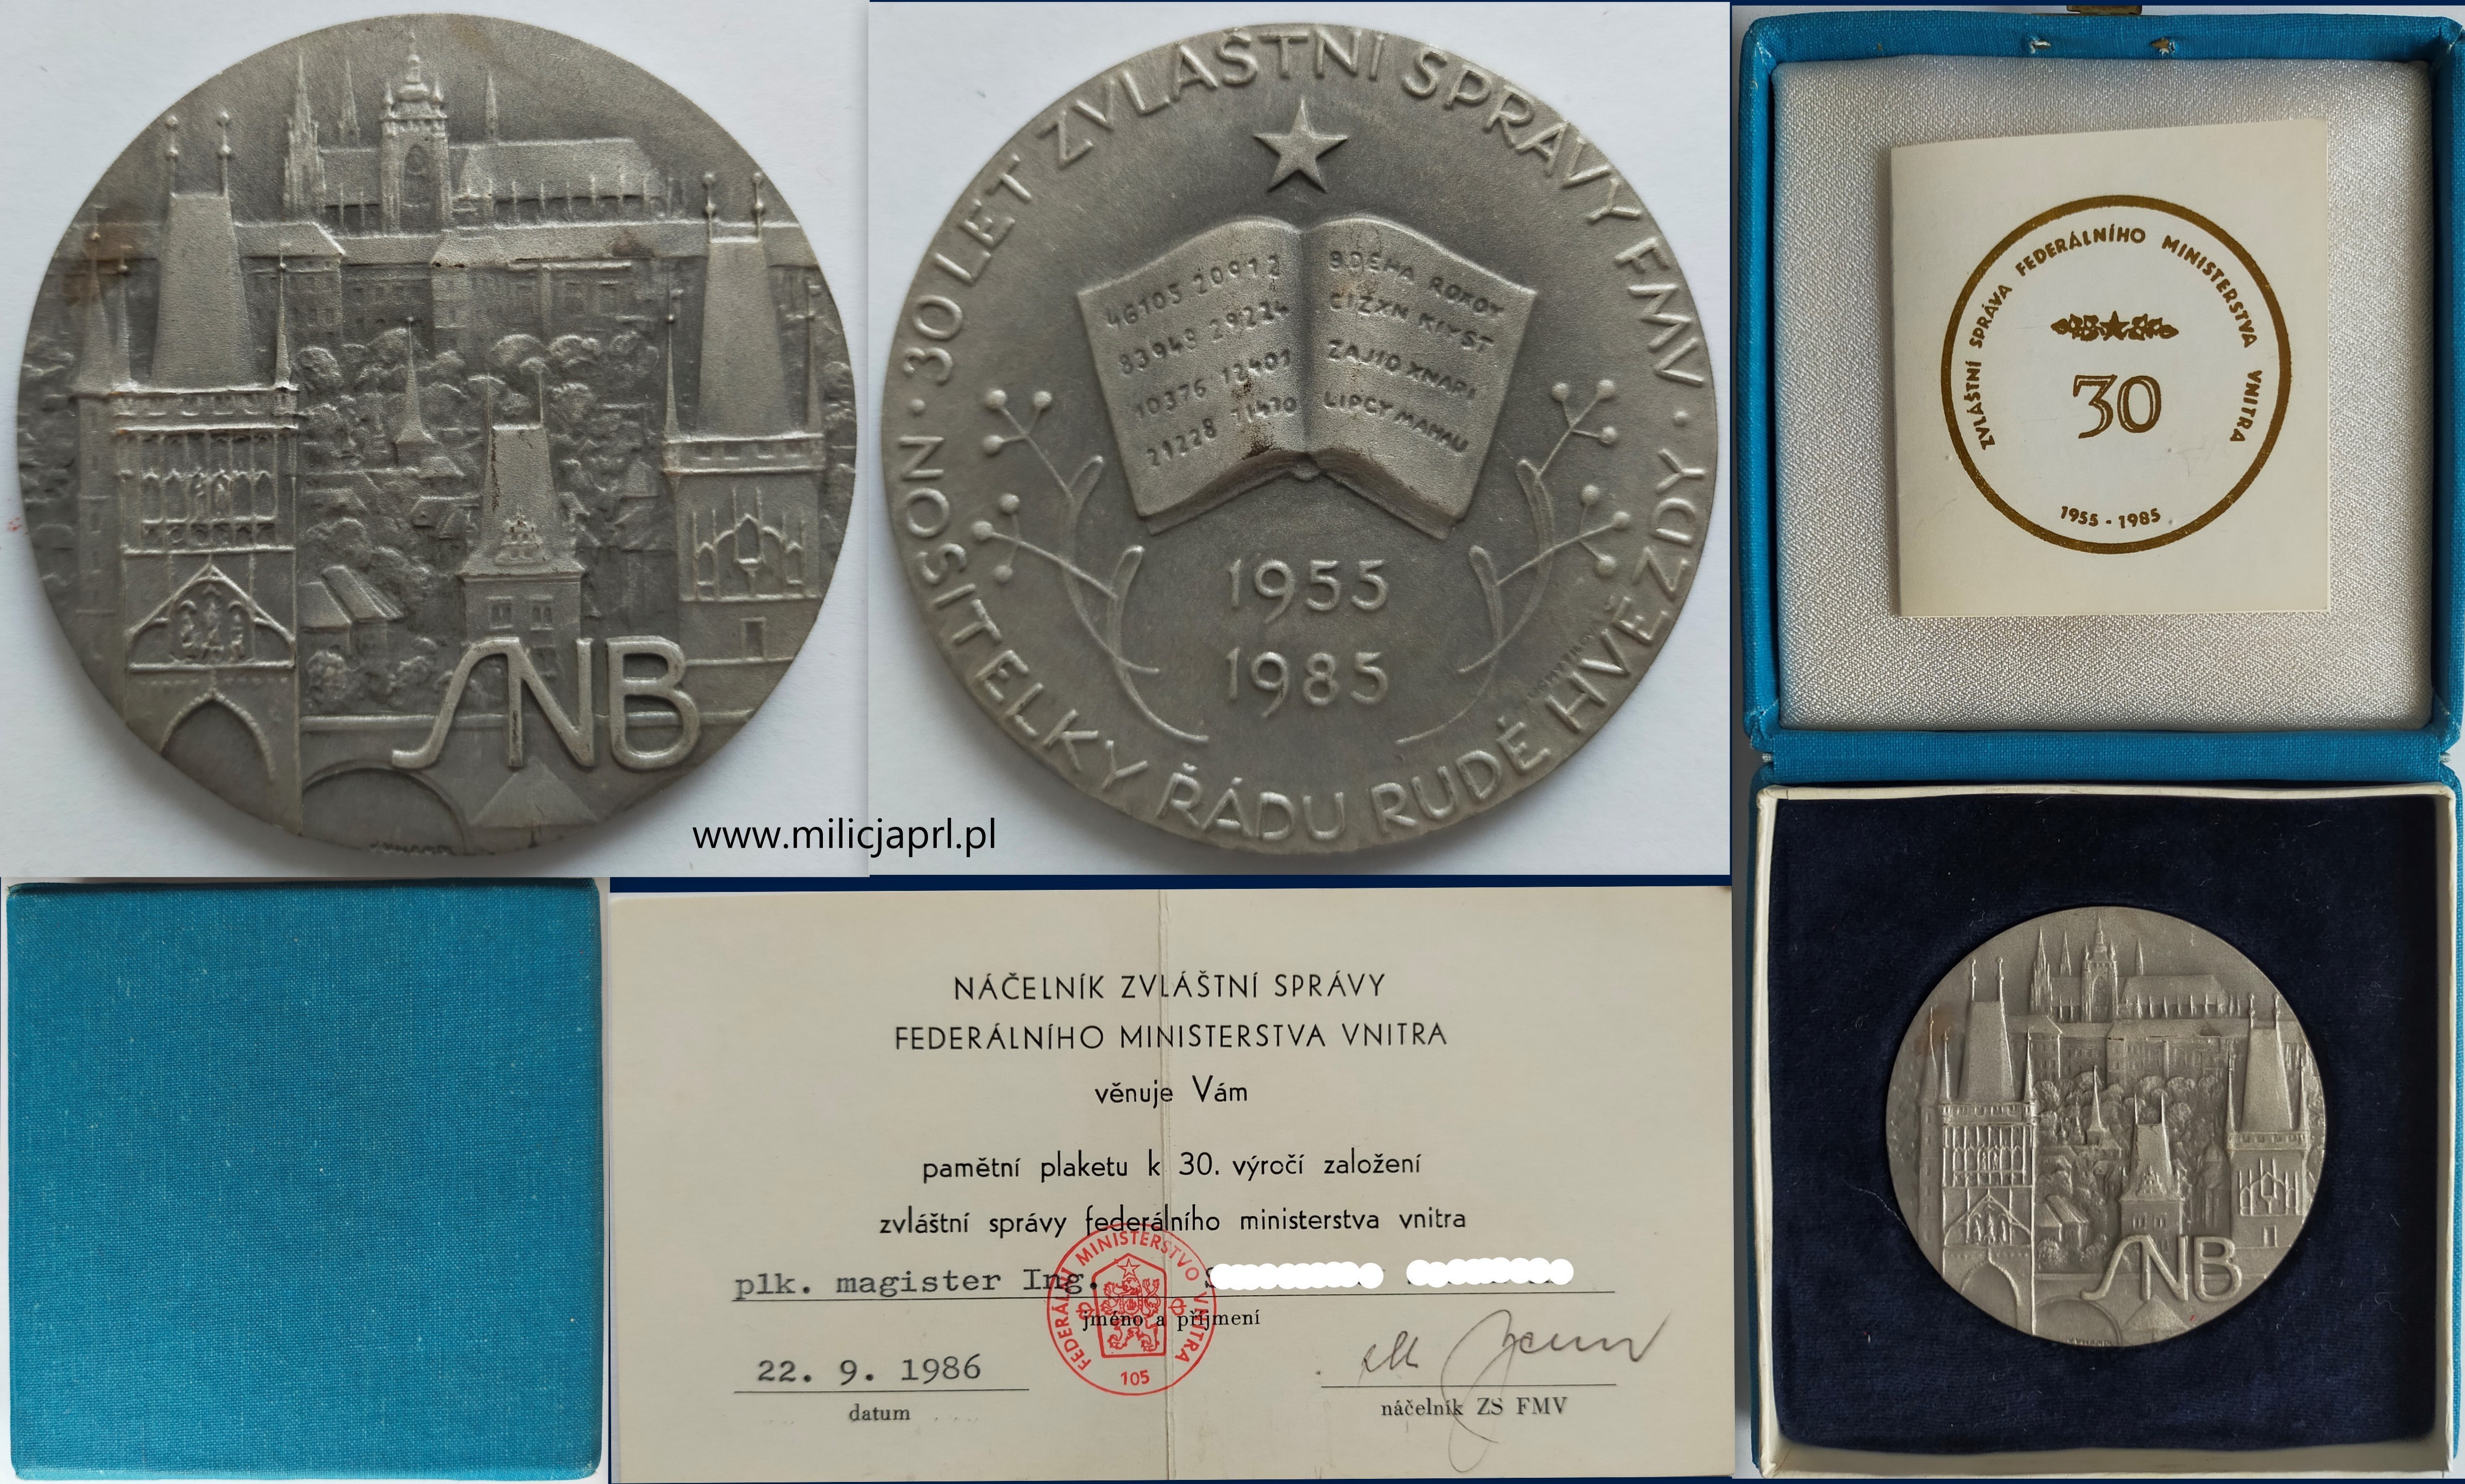 SNB
30 LET ZVLÁŠTNÍ SPRÁVY FMV · NOSITELKY ŘÁDU RUDÉ HVĚZDY ·
46105 20912
83948 29224
10376 12401
21228
CIŽXN KIYST
ZAJIO XNAPI
LIPCY MAHAU
1955
1985
www.milicjaprl.pl
ZVLÁŠTNÍ SPRÁVA FEDERÁLNÍHO MINISTERSTVA VNITRA
30
1955 - 1985
NÁČELNÍK ZVLÁŠTNÍ SPRÁVY
FEDERÁLNÍHO MINISTERSTVA VNITRA
věnuje Vám
pamětní plaketu k 30. výročí založení
zvláštní správy federálního ministerstva vnitra
plk. magister Ing.
jméno a příjmení
FEDERÁLNÍ MINISTERSTVO VNITRA
105
22. 9. 1986
datum
náčelník ZS FMV
SNB